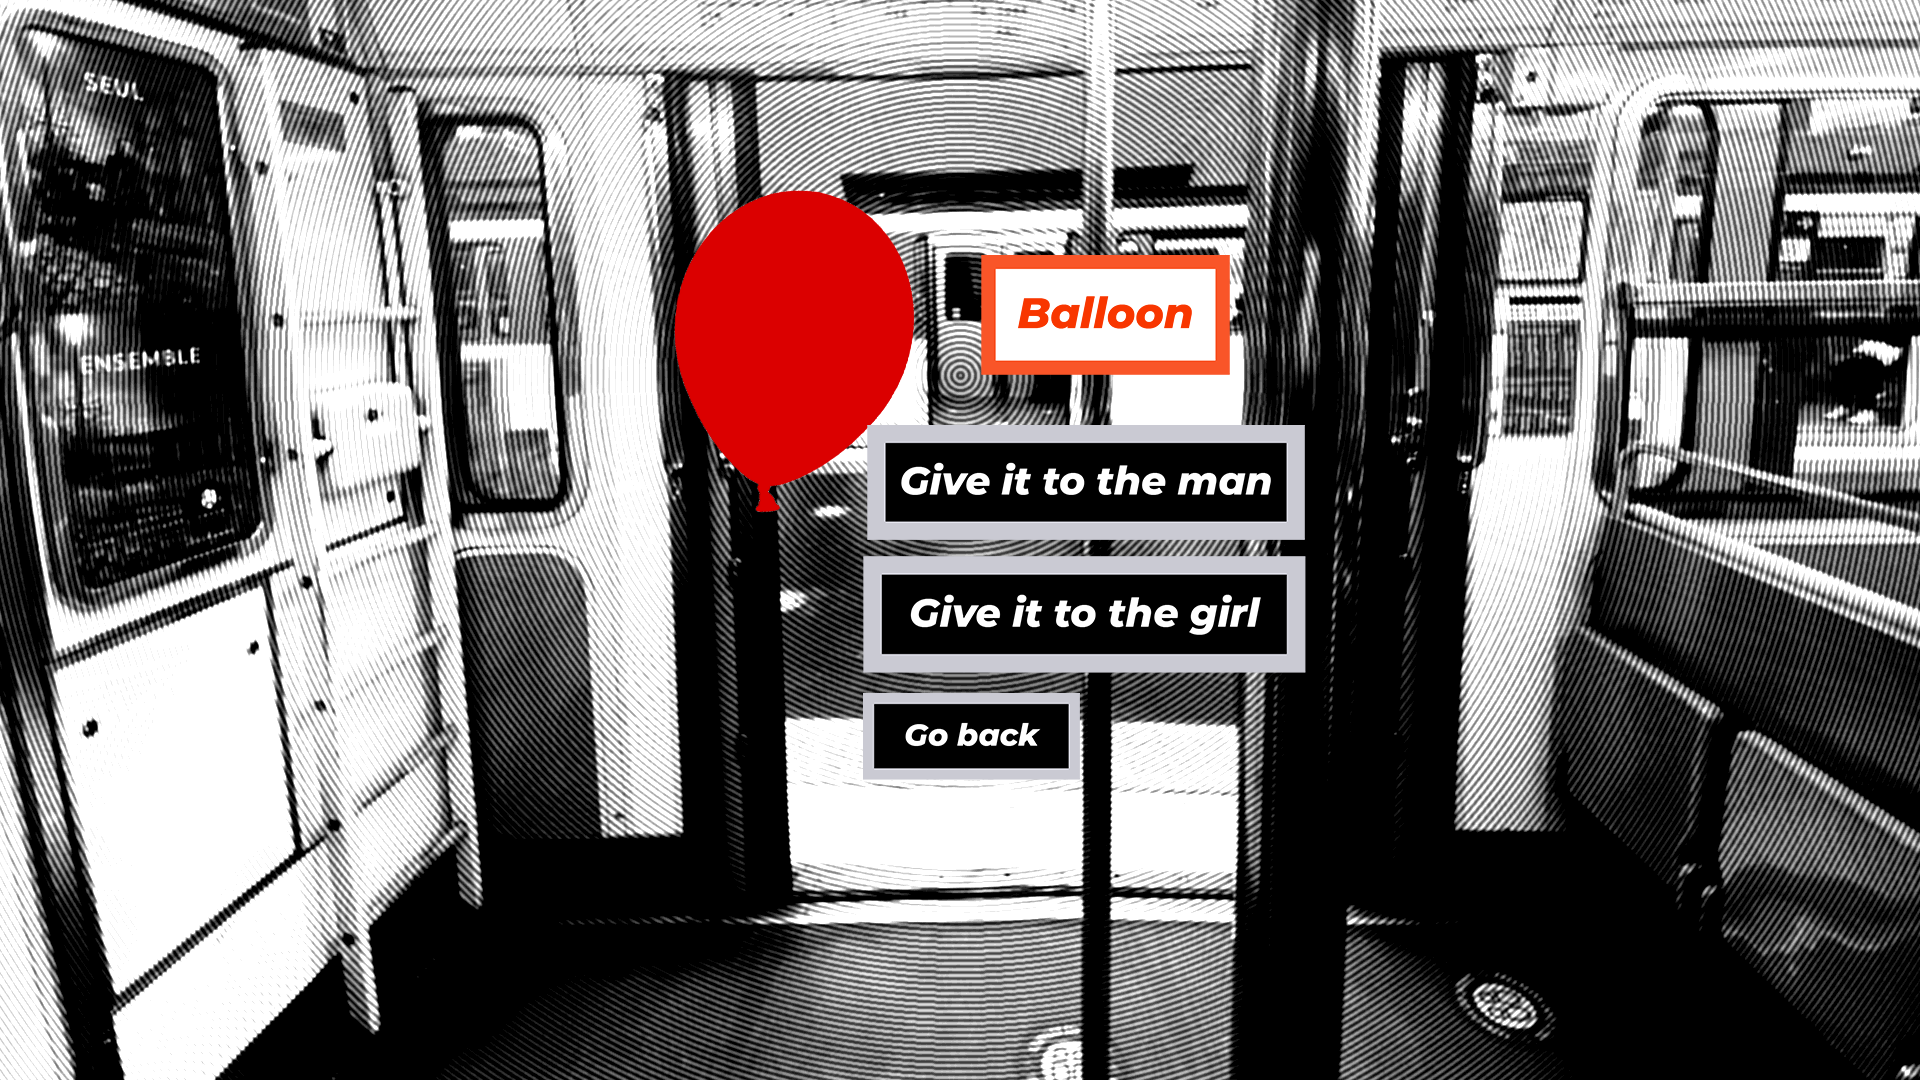 SEUL
ENSEMBLE
Balloon
Give it to the man
Give it to the girl
Go back